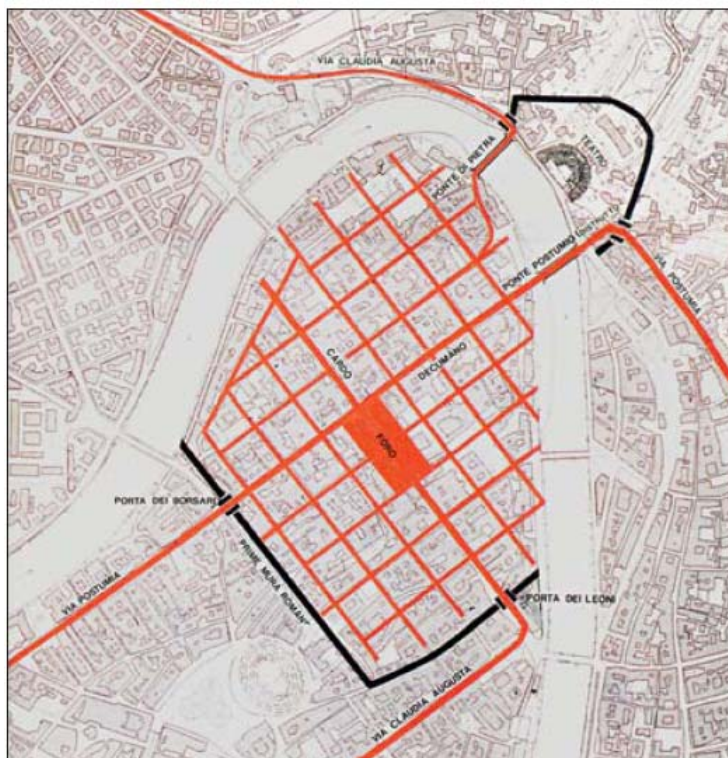 VIA CLAUDIA AUGUSTA
PONTE DI PIETRA
TEATRO
PONTE POSTUMIO (DISTRUTTO)
VIA POSTUMIA
CARDO
DECUMANO
FORO
PORTA DEI BORSARI
PRIME MURA ROMANE
VIA POSTUMIA
PORTA DEI LEONI
VIA CLAUDIA AUGUSTA